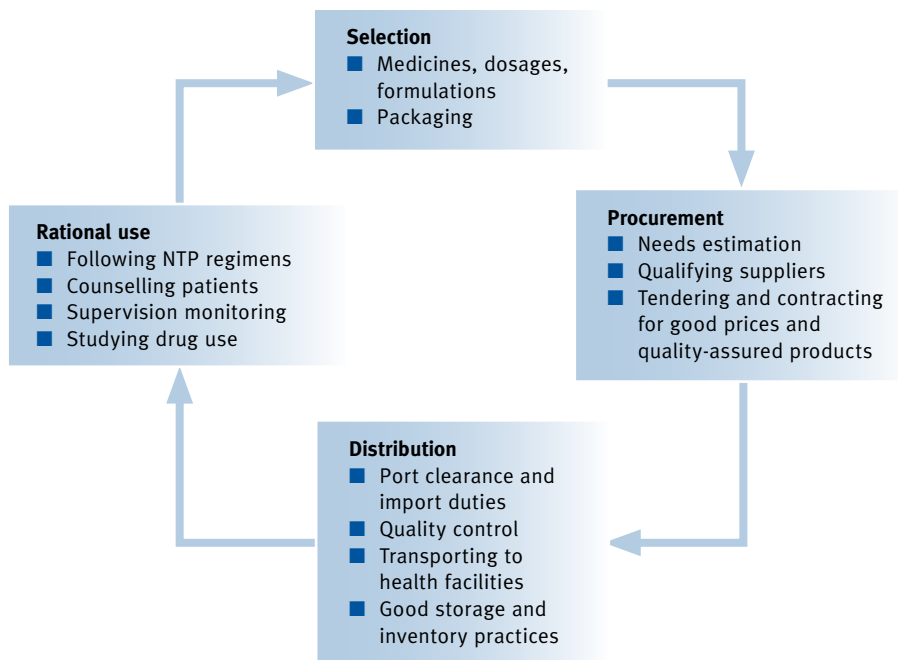 Selection
■ Medicines, dosages,
formulations
■ Packaging
Procurement
■ Needs estimation
■ Qualifying suppliers
■ Tendering and contracting
for good prices and
quality-assured products
Distribution
■ Port clearance and
import duties
■ Quality control
■ Transporting to
health facilities
■ Good storage and
inventory practices
Rational use
■ Following NTP regimens
■ Counselling patients
■ Supervision monitoring
■ Studying drug use